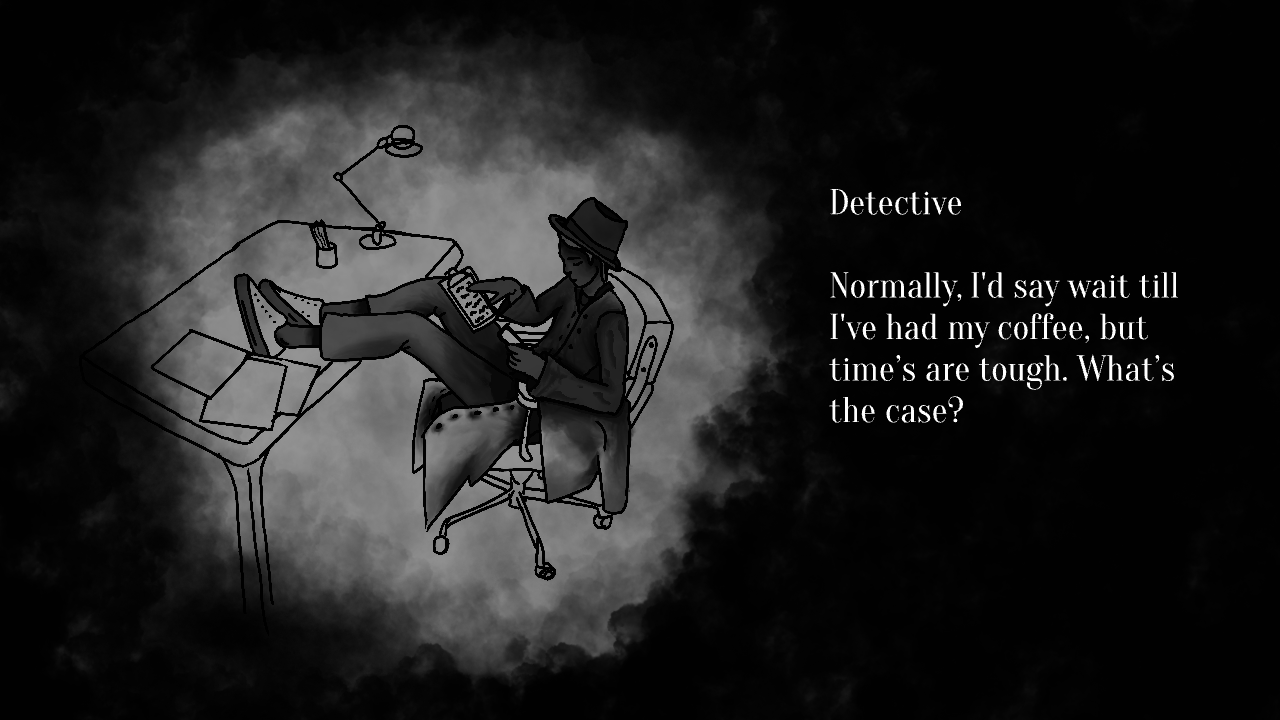 Detective
Normally, I'd say wait till
I've had my coffee, but
time’s are tough. What’s
the case?